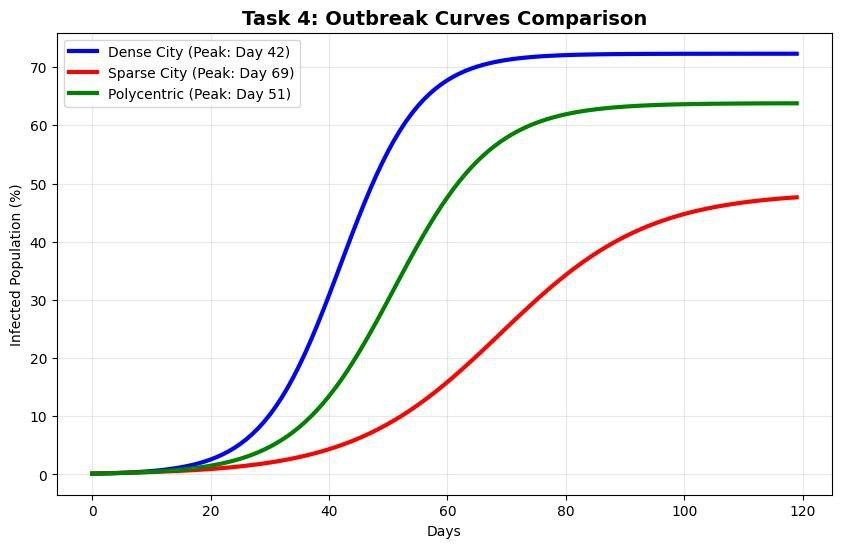 Task 4: Outbreak Curves Comparison
Dense City (Peak: Day 42)
Sparse City (Peak: Day 69)
Polycentric (Peak: Day 51)
Infected Population (%)
70
60
50
40
30
20
10
0
0 20 40 60 80 100 120
Days